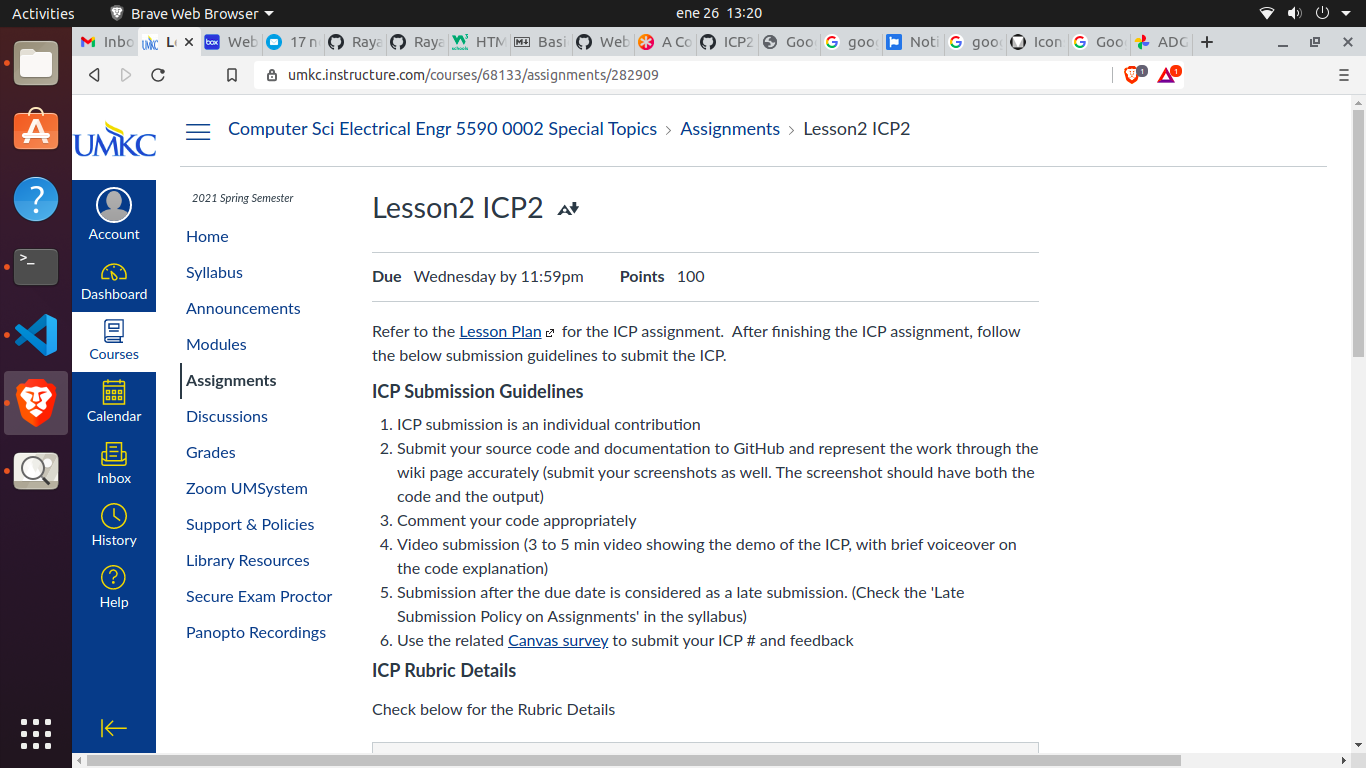 Activities
Brave Web Browser
ene 26 13:20
Inbo
Le
box
Web
17 n
Raya
Raya
HTM
Basi
Web
A Co
ICP2
Goo
goog
Noti
goog
Icon
Goo
ADG
umkc.instructure.com/courses/68133/assignments/282909
1
1
UMKC
Computer Sci Electrical Engr 5590 0002 Special Topics > Assignments > Lesson2 ICP2
Account
Dashboard
Courses
Calendar
Inbox
History
Help
2021 Spring Semester
Home
Syllabus
Announcements
Modules
Assignments
Discussions
Grades
Zoom UMSystem
Support & Policies
Library Resources
Secure Exam Proctor
Panopto Recordings
Lesson2 ICP2
Due Wednesday by 11:59pm Points 100
Refer to the Lesson Plan for the ICP assignment. After finishing the ICP assignment, follow
the below submission guidelines to submit the ICP.
ICP Submission Guidelines
1. ICP submission is an individual contribution
2. Submit your source code and documentation to GitHub and represent the work through the
wiki page accurately (submit your screenshots as well. The screenshot should have both the
code and the output)
3. Comment your code appropriately
4. Video submission (3 to 5 min video showing the demo of the ICP, with brief voiceover on
the code explanation)
5. Submission after the due date is considered as a late submission. (Check the 'Late
Submission Policy on Assignments' in the syllabus)
6. Use the related Canvas survey to submit your ICP # and feedback
ICP Rubric Details
Check below for the Rubric Details